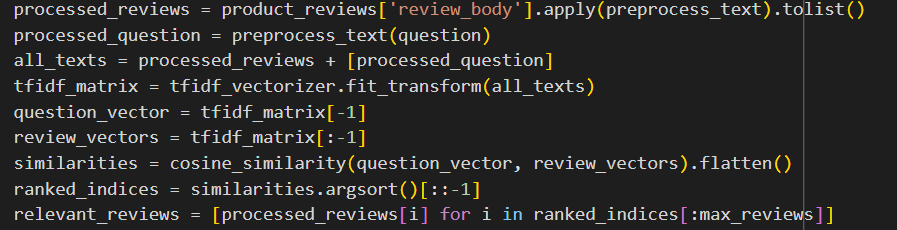 processed_reviews = product_reviews['review_body'].apply(preprocess_text).tolist()
processed_question = preprocess_text(question)
all_texts = processed_reviews + [processed_question]
tfidf_matrix = tfidf_vectorizer.fit_transform(all_texts)
question_vector = tfidf_matrix[-1]
review_vectors = tfidf_matrix[:-1]
similarities = cosine_similarity(question_vector, review_vectors).flatten()
ranked_indices = similarities.argsort()[::-1]
relevant_reviews = [processed_reviews[i] for i in ranked_indices[:max_reviews]]